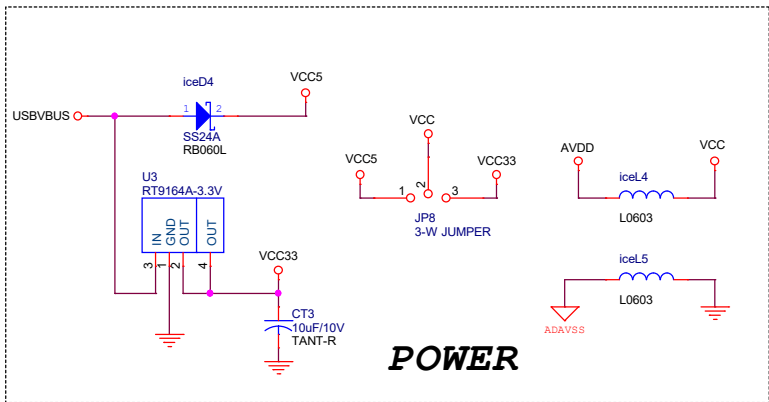 iceD4
VCC5
USBVBUS
1 2
SS24A
RB060L
U3
RT9164A-3.3V
IN
GND
OUT
OUT
3
1
2
4
VCC33
CT3
10uF/10V
TANT-R
VCC
VCC5
VCC33
1
2
3
JP8
3-W JUMPER
AVDD
VCC
iceL4
L0603
iceL5
L0603
ADAVSS
POWER